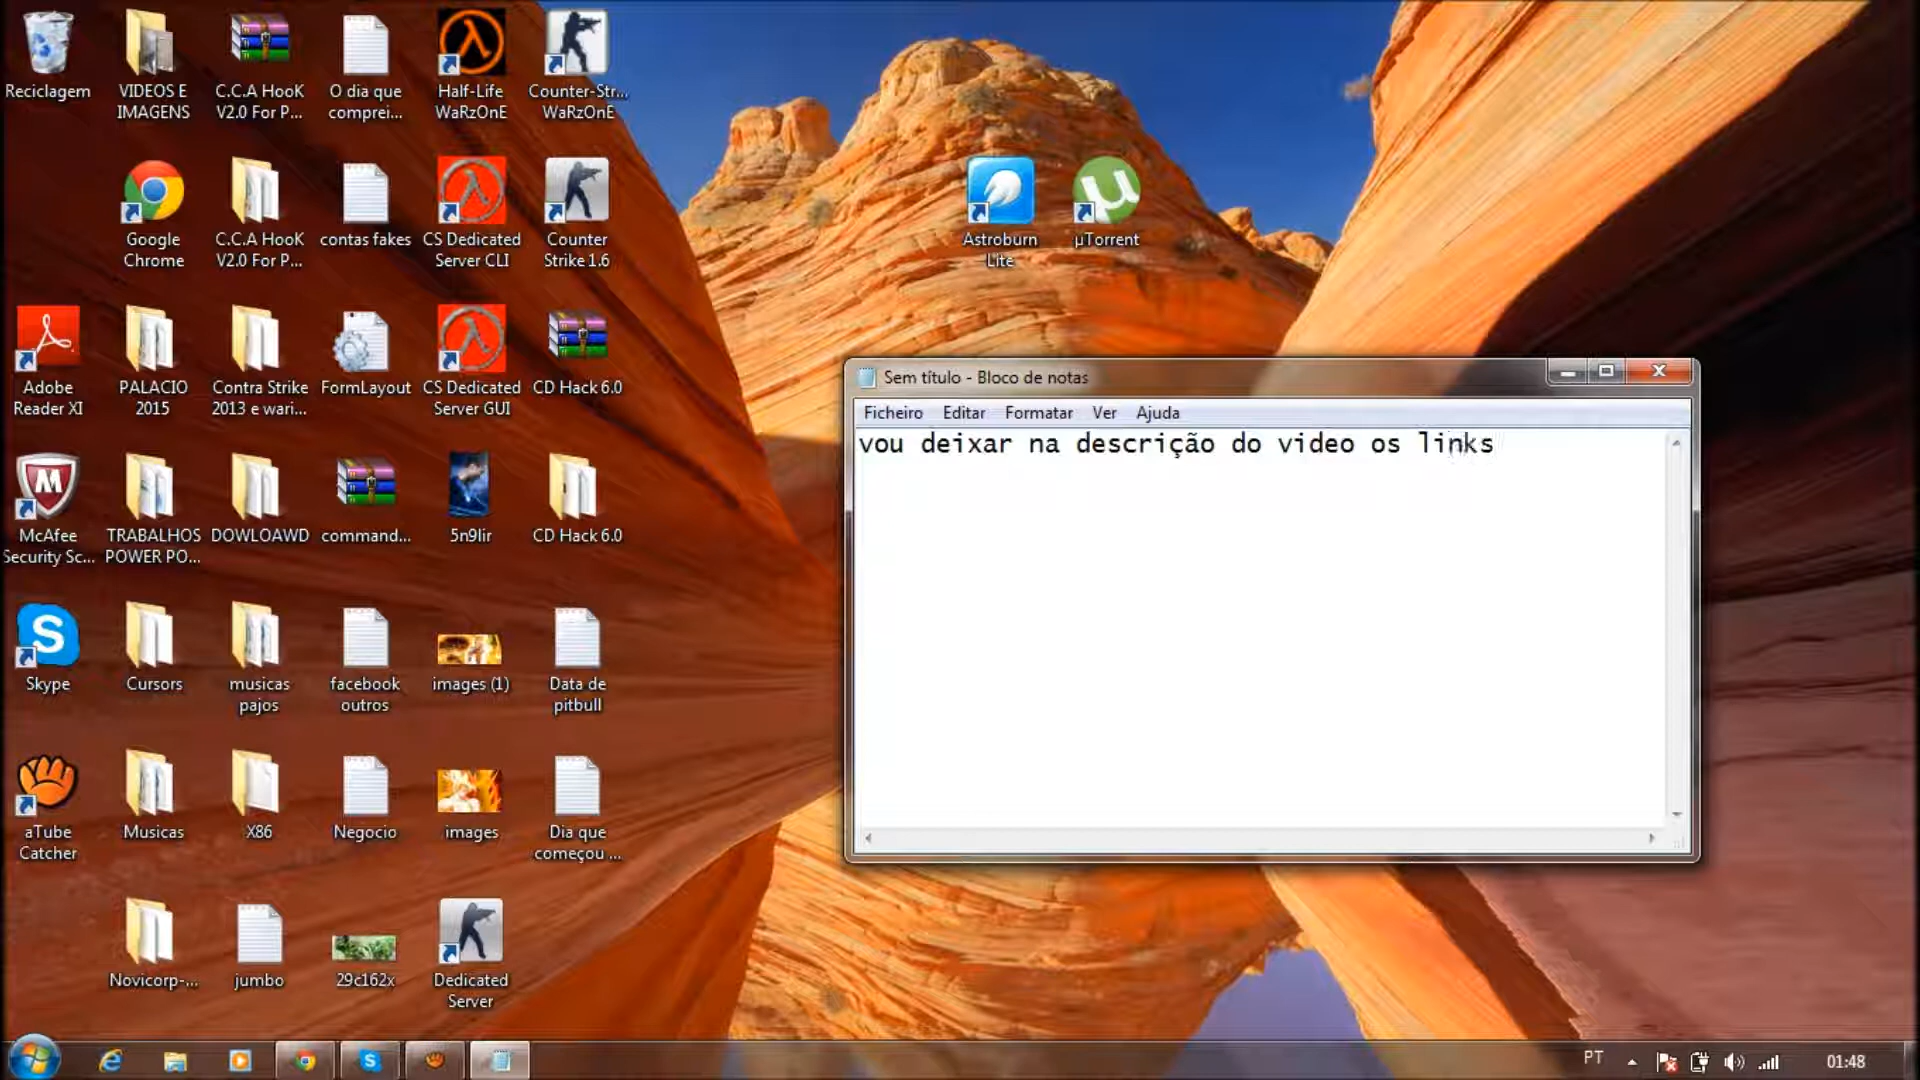 Reciclagem
VIDEOS E
IMAGENS
C.C.A HooK
V2.0 For P...
O dia que
comprei...
Half-Life
WaRzOnE
Counter-Str...
WaRzOnE
Google
Chrome
C.C.A HooK
V2.0 For P...
contas fakes
CS Dedicated
Server CLI
Counter
Strike 1.6
Astroburn
Lite
µTorrent
Adobe
Reader XI
PALACIO
2015
Contra Strike
2013 e wari...
FormLayout
CS Dedicated
Server GUI
CD Hack 6.0
McAfee
Security Sc...
TRABALHOS
POWER PO...
DOWLOAWD
command...
5n9lir
CD Hack 6.0
Skype
Cursors
musicas
pajos
facebook
outros
images (1)
Data de
pitbull
aTube
Catcher
Musicas
X86
Negocio
images
Dia que
começou ...
Novicorp-...
jumbo
29c162x
Dedicated
Server
Sem título - Bloco de notas
Ficheiro Editar Formatar Ver Ajuda
vou deixar na descrição do video os links
PT
01:48